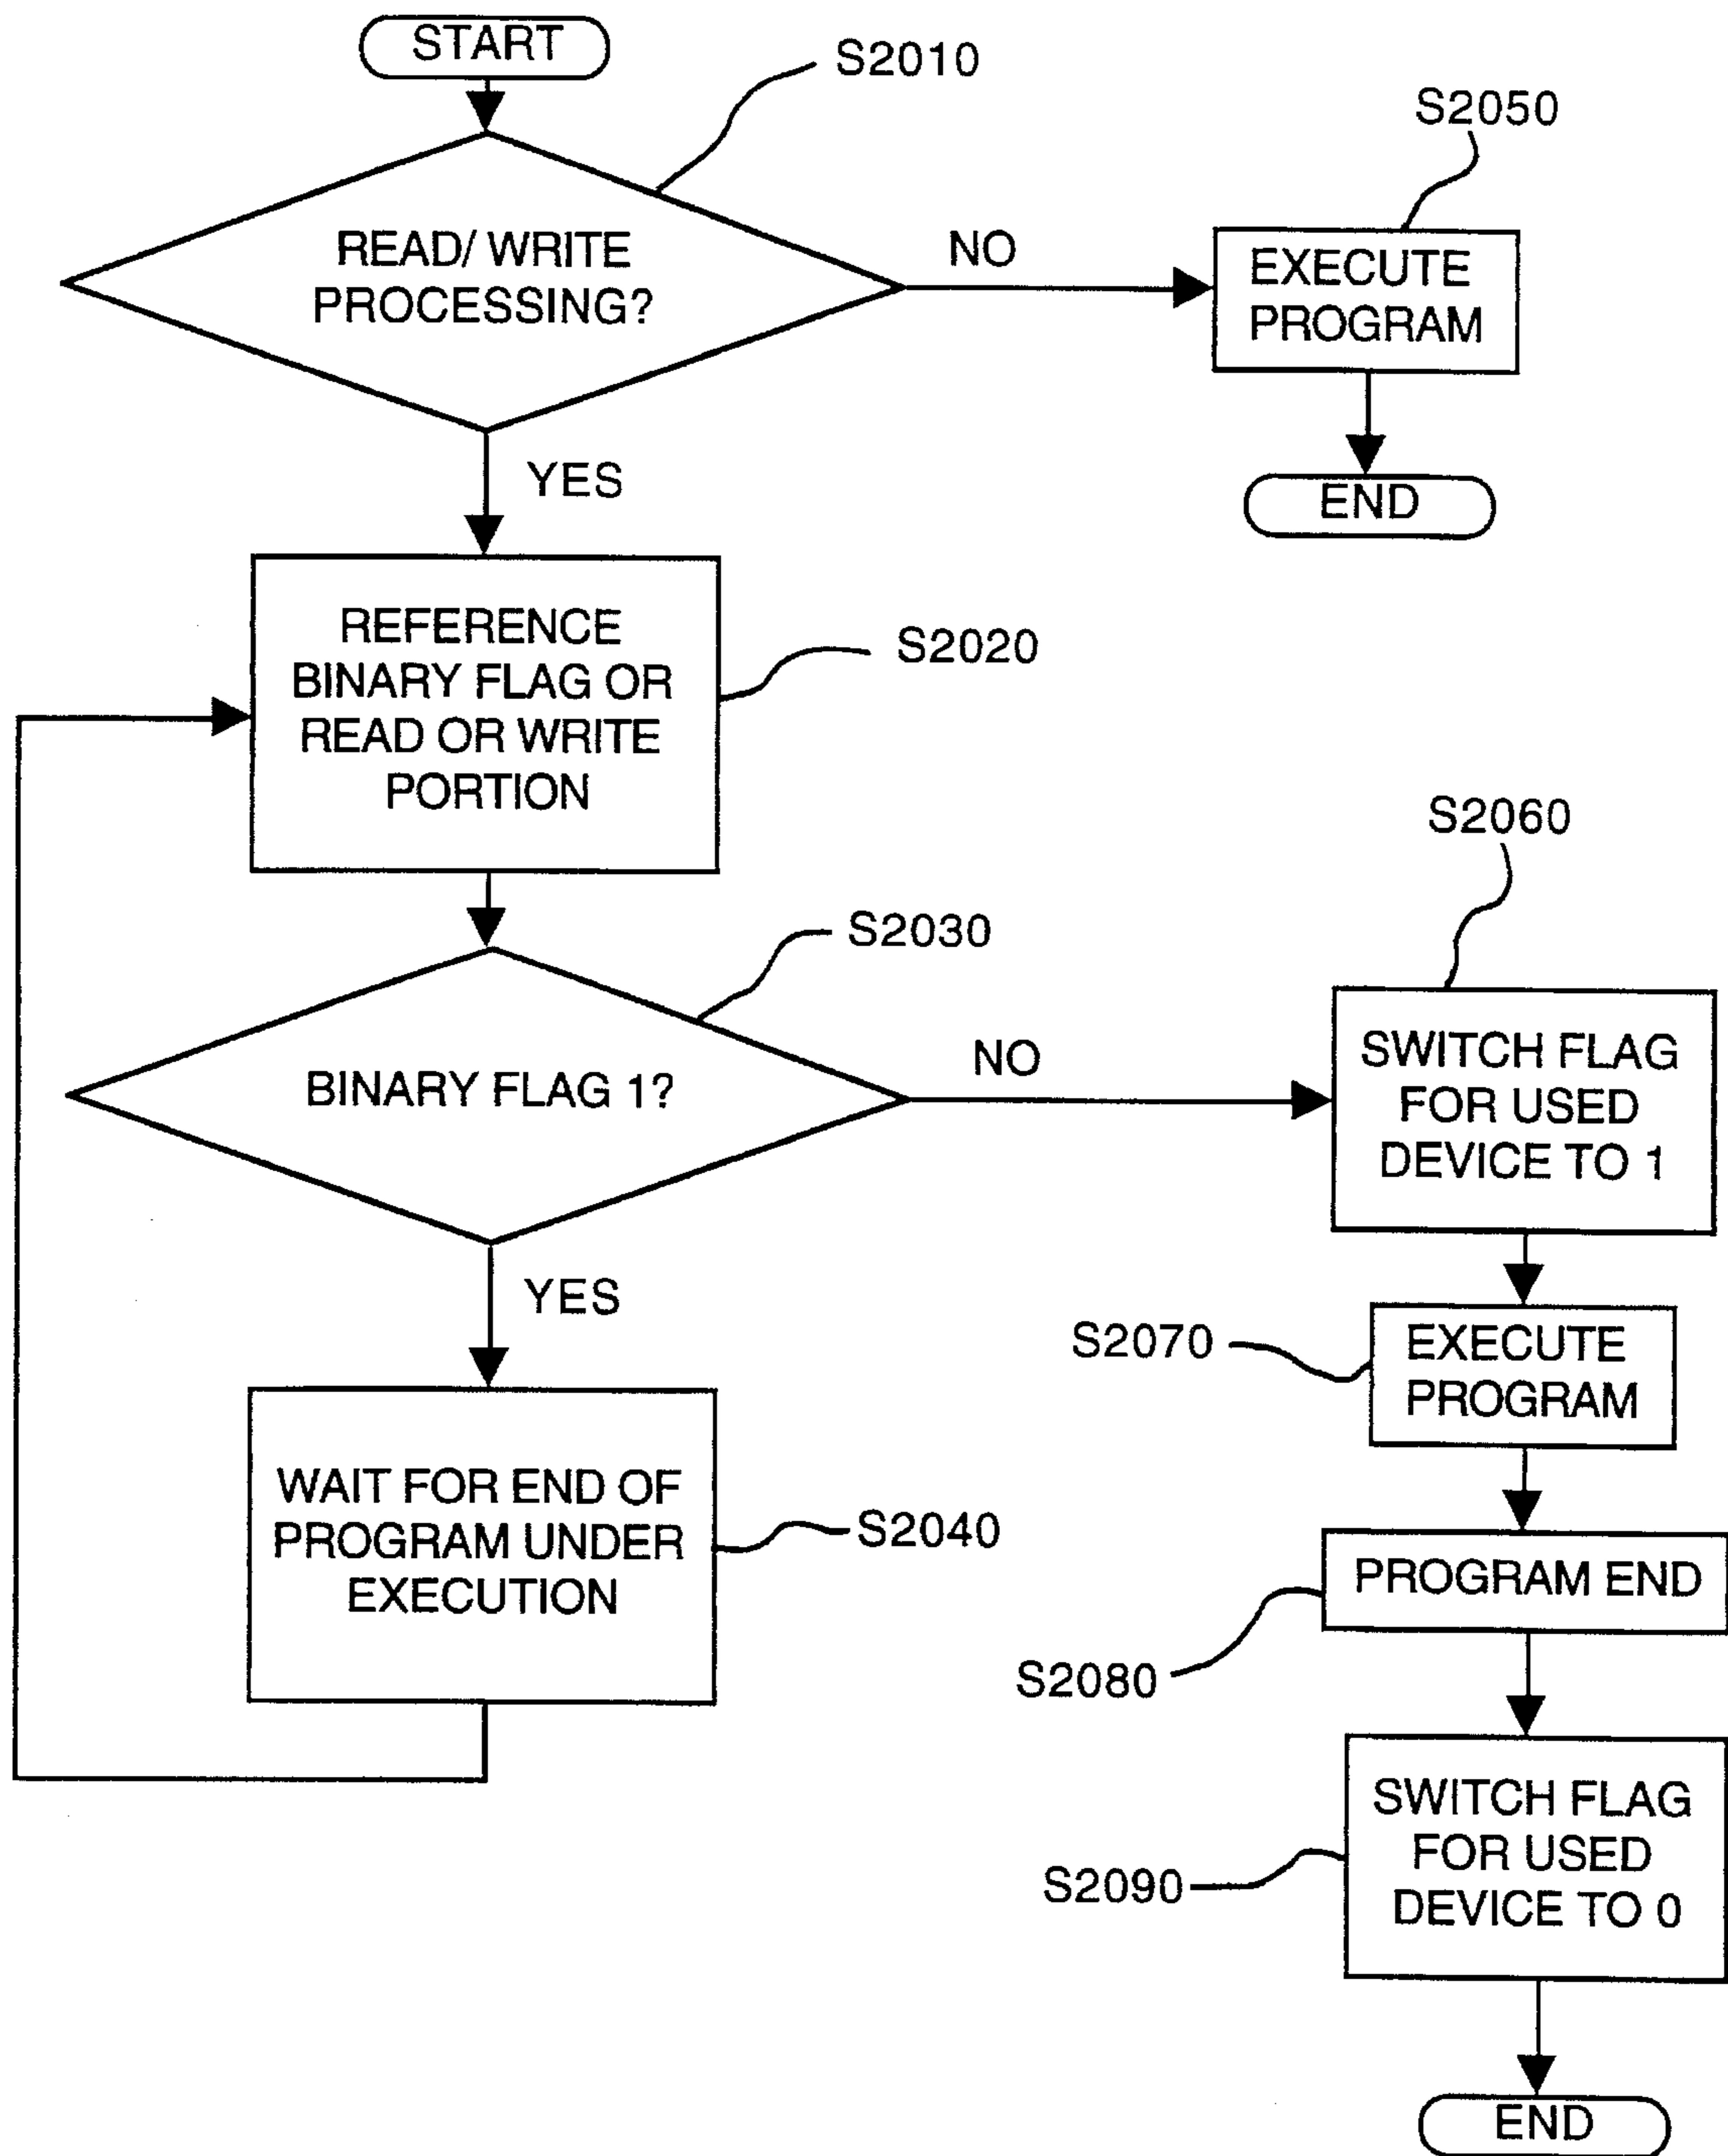 START
S2010
S2050
READ/ WRITE
PROCESSING?
NO
EXECUTE
PROGRAM
YES
END
REFERENCE
BINARY FLAG OR
READ OR WRITE
PORTION
S2020
S2060
S2030
BINARY FLAG 1?
NO
SWITCH FLAG
FOR USED
DEVICE TO 1
YES
S2070
EXECUTE
PROGRAM
WAIT FOR END OF
PROGRAM UNDER
EXECUTION
S2040
PROGRAM END
S2080
SWITCH FLAG
FOR USED
DEVICE TO 0
S2090
END